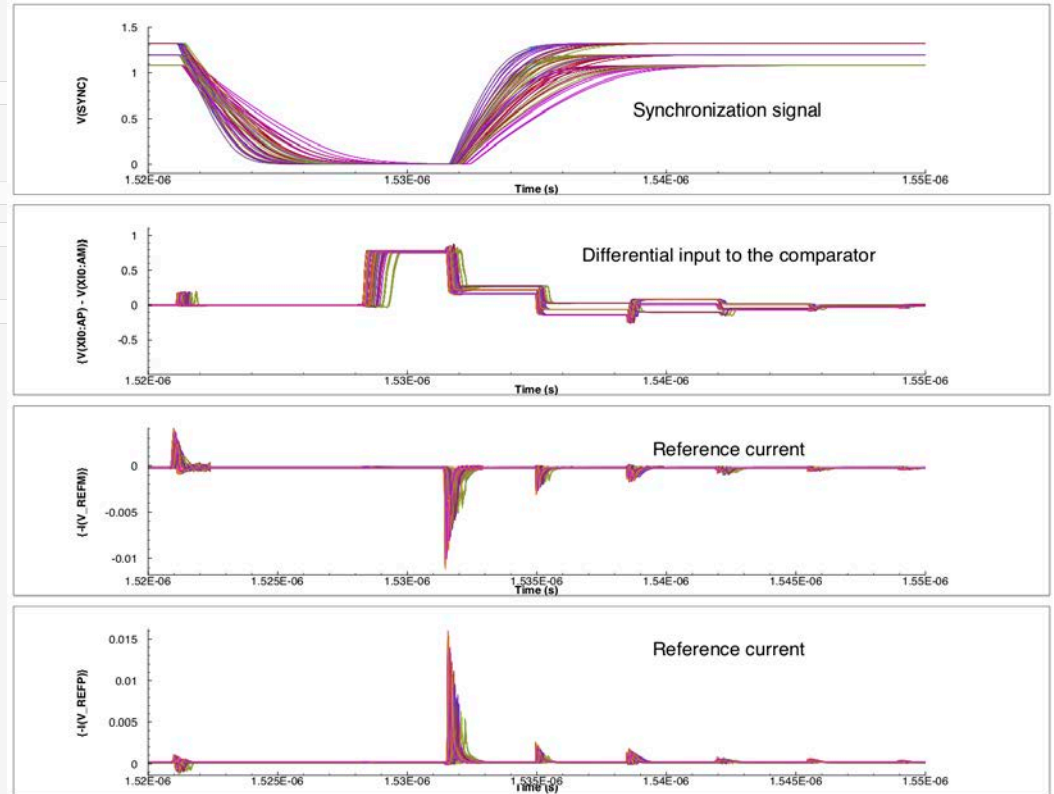 1.5
1
0.5
0
V(SYNC)
Synchronization signal
1.52E-06 1.53E-06 1.54E-06 1.55E-06
Time (s)
1
0.5
0
-0.5
{V(XI0:AP) - V(XI0:AM)}
Differential input to the comparator
1.52E-06 1.53E-06 1.54E-06 1.55E-06
Time (s)
0
-0.005
-0.01
{-I(V_REFM)}
Reference current
1.52E-06 1.525E-06 1.53E-06 1.535E-06 1.54E-06 1.545E-06 1.55E-06
Time (s)
0.015
0.01
0.005
0
{-I(V_REFP)}
Reference current
1.52E-06 1.525E-06 1.53E-06 1.535E-06 1.54E-06 1.545E-06 1.55E-06
Time (s)